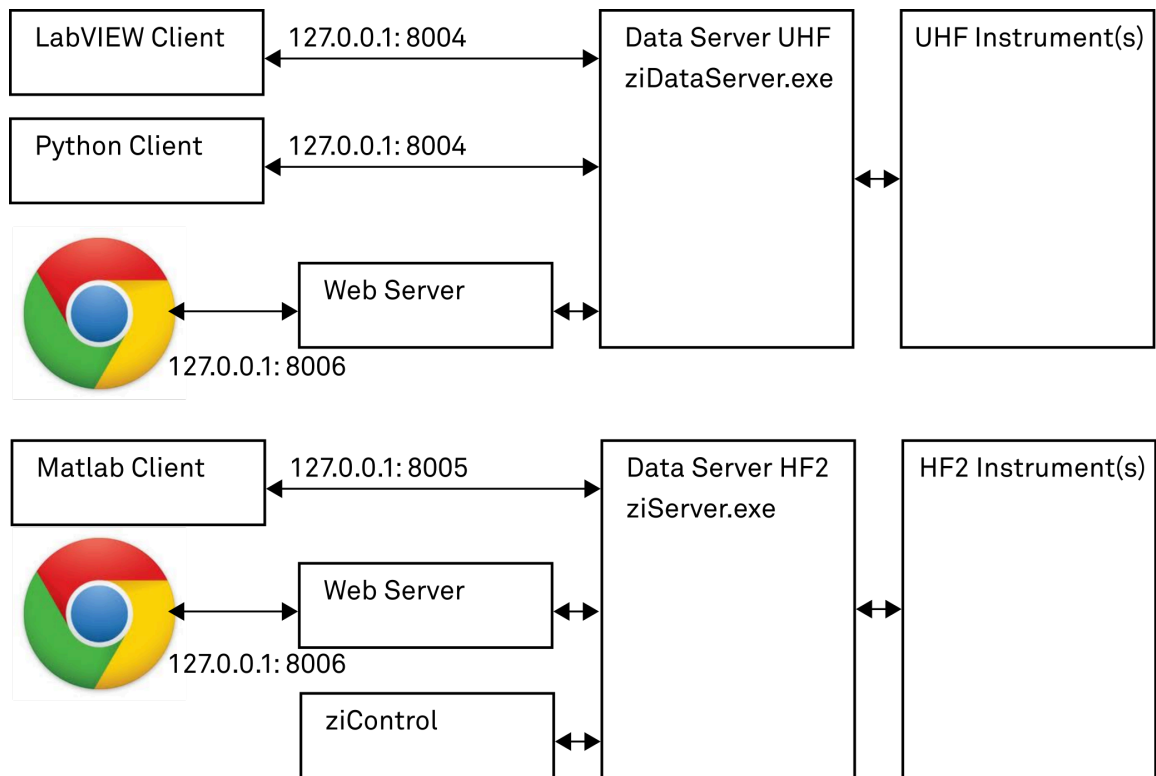 LabVIEW Client
127.0.0.1: 8004
Data Server UHF
ziDataServer.exe
UHF Instrument(s)
Python Client
127.0.0.1: 8004
Web Server
127.0.0.1: 8006
Matlab Client
127.0.0.1: 8005
Data Server HF2
ziServer.exe
HF2 Instrument(s)
Web Server
127.0.0.1: 8006
ziControl